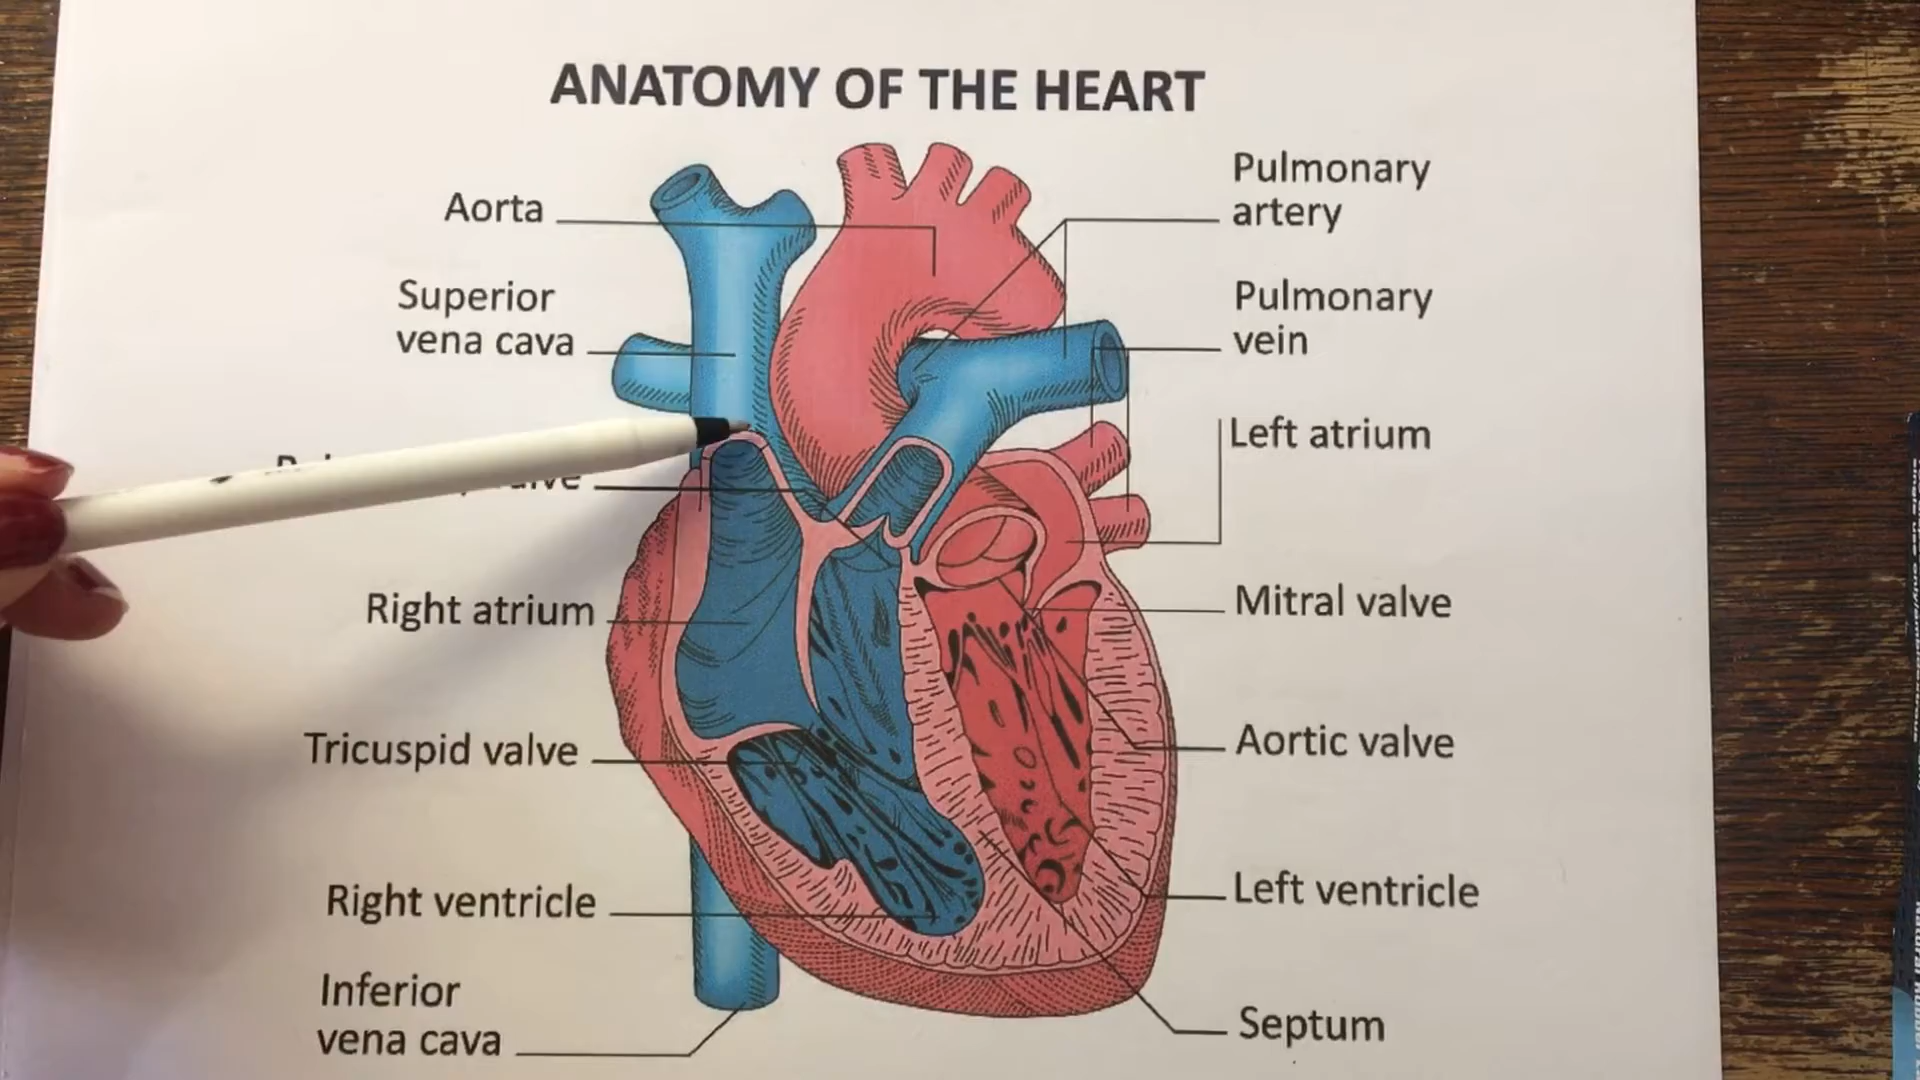 ANATOMY OF THE HEART
Aorta
Superior
vena cava
Right atrium
Tricuspid valve
Right ventricle
Inferior
vena cava
Pulmonary
artery
Pulmonary
vein
Left atrium
Mitral valve
Aortic valve
Left ventricle
Septum